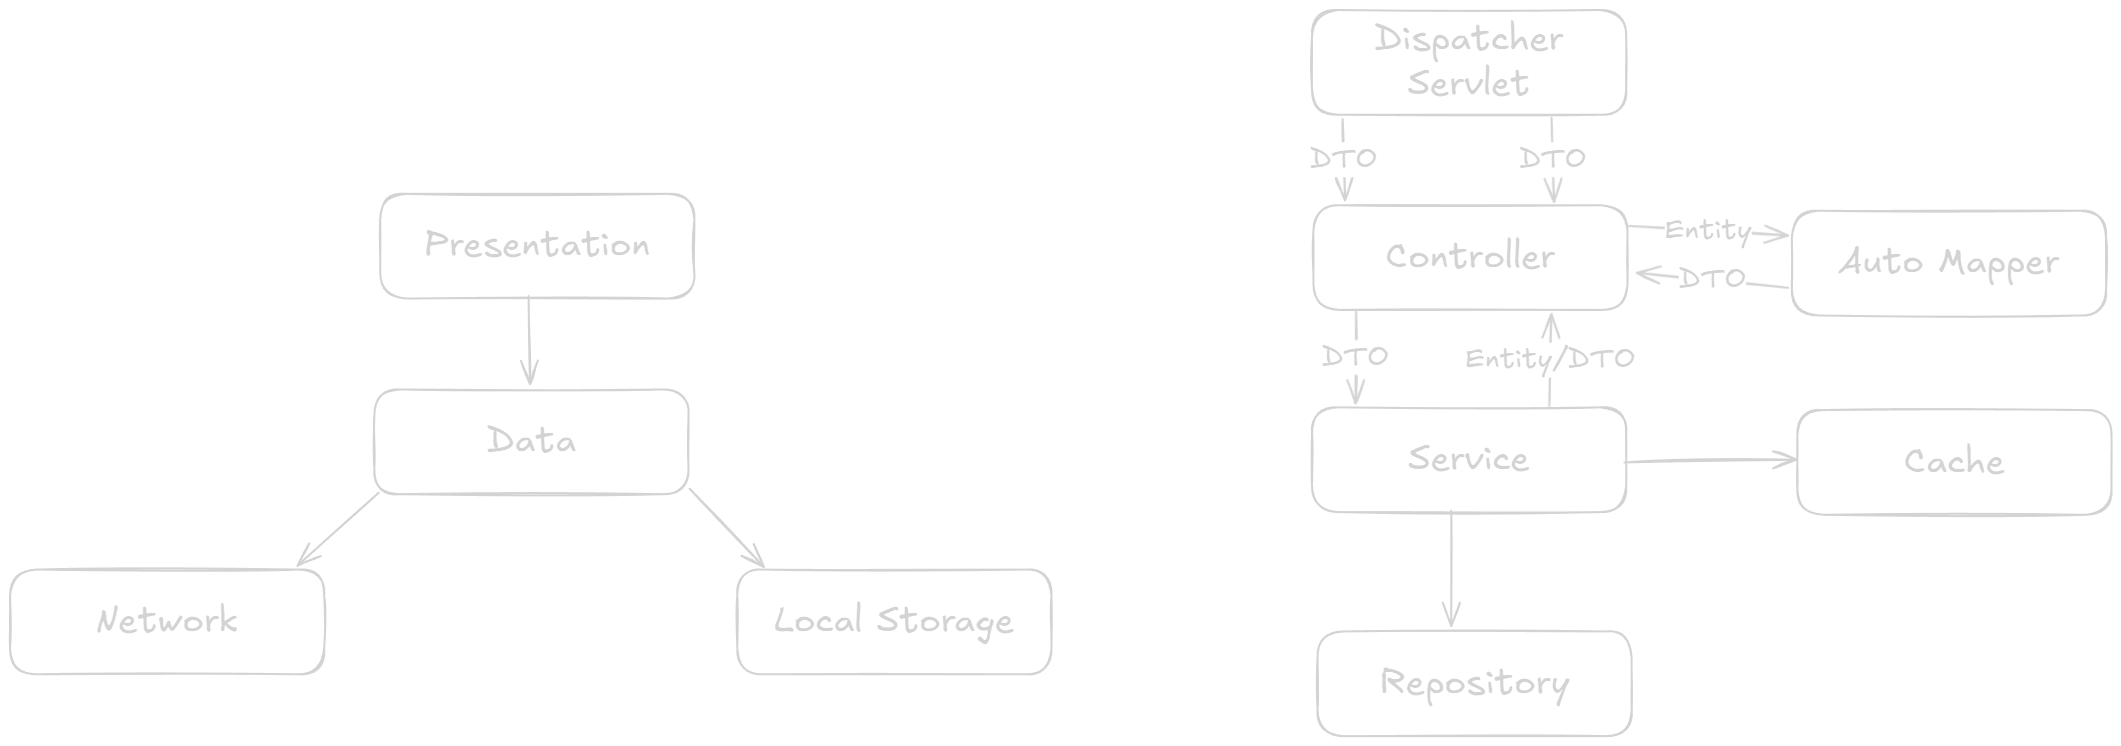 Presentation
Data
Network
Local Storage
Dispatcher
Servlet
DTO
DTO
Controller
Entity
DTO
Auto Mapper
DTO
Entity/DTO
Service
Cache
Repository